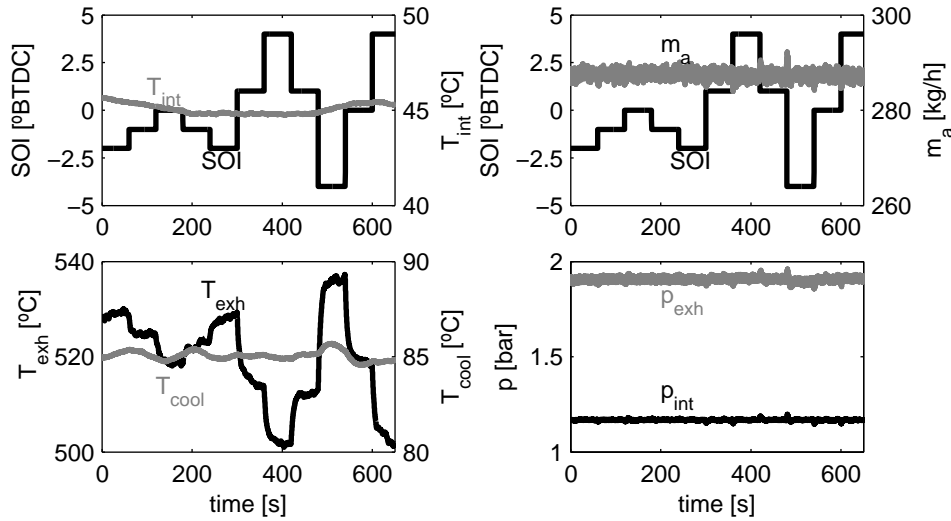 5
2.5
0
−2.5
−5
SOI [ºBTDC]
T_int
SOI
50
45
40
T_int [ºC]
0
200
400
600
5
2.5
0
−2.5
−5
SOI [ºBTDC]
m_a
SOI
300
280
260
m_a [kg/h]
0
200
400
600
540
520
500
T_exh [ºC]
T_exh
T_cool
90
85
80
T_cool [ºC]
0
200
400
600
time [s]
2
1.5
1
p [bar]
p_exh
p_int
0
200
400
600
time [s]